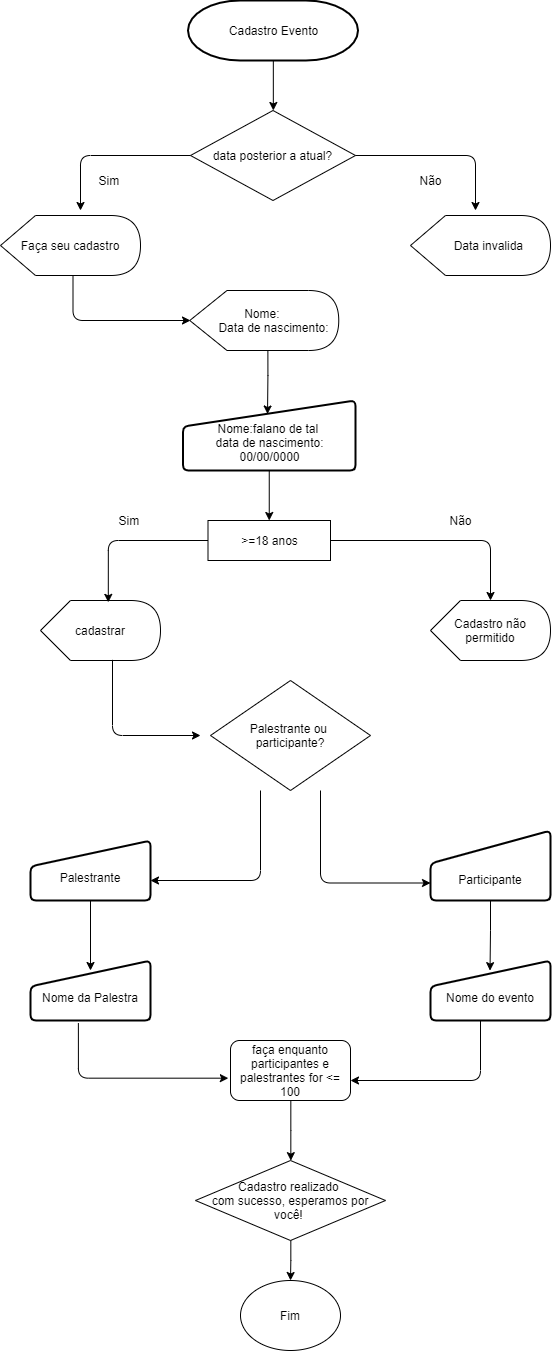 Cadastro Evento
data posterior a atual?
Sim
Não
Faça seu cadastro
Data invalida
Nome:
Data de nascimento:
Nome:falano de tal
data de nascimento:
00/00/0000
Sim
Não
>=18 anos
cadastrar
Cadastro não
permitido
Palestrante ou
participante?
Palestrante
Participante
Nome da Palestra
Nome do evento
faça enquanto
participantes e
palestrantes for <=
100
Cadastro realizado
com sucesso, esperamos por
você!
Fim